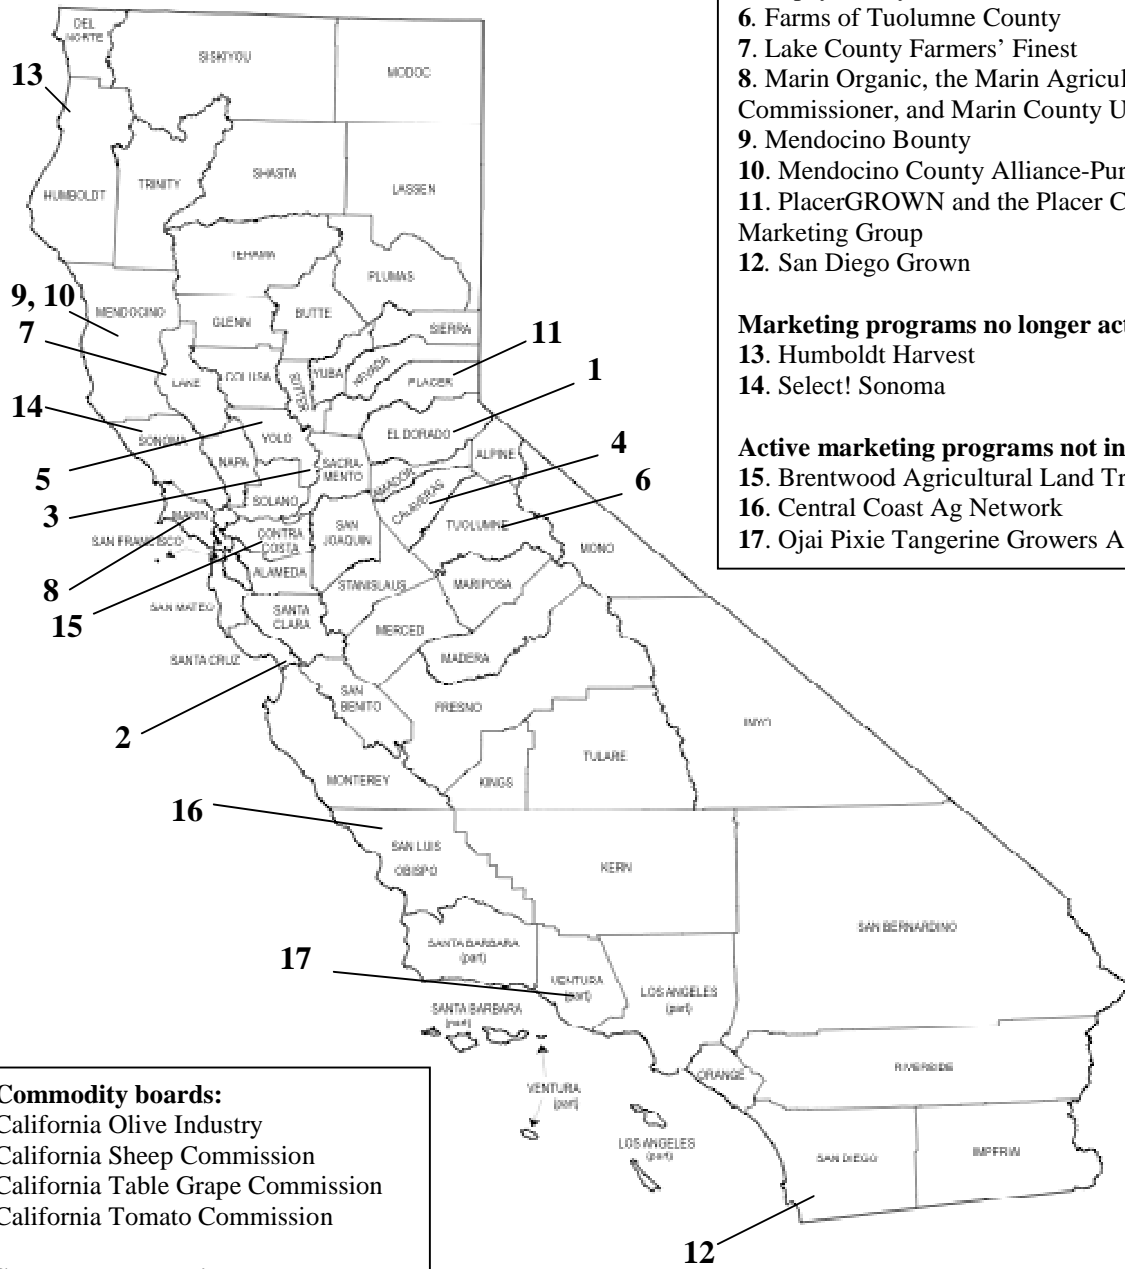 6. Farms of Tuolumne County
7. Lake County Farmers' Finest
8. Marin Organic, the Marin
Commissioner, and Marin County
9. Mendocino Bounty
10. Mendocino County
11. PlacerGROWN and the Placer
Marketing Group
12. San Diego Grown
Marketing programs no longer
13. Humboldt Harvest
14. Select! Sonoma
Active marketing programs not
15. Brentwood Agricultural Land
16. Central Coast Ag Network
17. Ojai Pixie Tangerine Growers
DEL
NORTE
SISKIYOU
MODOC
13
HUMBOLDT
TRINITY
SHASTA
LASSEN
TEHAMA
PLUMAS
9, 10
MENDOCINO
GLENN
BUTTE
SIERRA
7
11
LAKE
COLUSA
SUTTER
YUBA
NEVADA
PLACER
1
14
SONOMA
YOLO
EL DORADO
4
5
NAPA
SACRA-
MENTO
ALPINE
AMADOR
6
3
SOLANO
CALAVERAS
MARIN
TUOLUMNE
SAN FRANCISCO
CONTRA
COSTA
SAN
JOAQUIN
MONO
8
ALAMEDA
STANISLAUS
MARIPOSA
15
SAN MATEO
SANTA
CLARA
MERCED
SANTA CRUZ
MADERA
2
SAN
BENITO
FRESNO
INYO
TULARE
MONTEREY
KINGS
16
SAN LUIS
OBISPO
KERN
SAN BERNARDINO
17
SANTA BARBARA
(part)
VENTURA
(part)
LOS ANGELES
(part)
SANTA BARBARA
(part)
ORANGE
RIVERSIDE
VENTURA
(part)
LOS ANGELES
(part)
SAN DIEGO
IMPERIAL
12
Commodity boards:
California Olive Industry
California Sheep Commission
California Table Grape Commission
California Tomato Commission